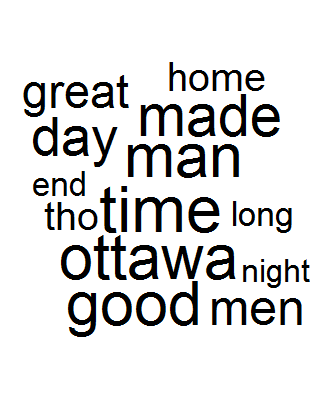 home
great
made
day
man
end
tho
time
long
ottawa
night
good
men